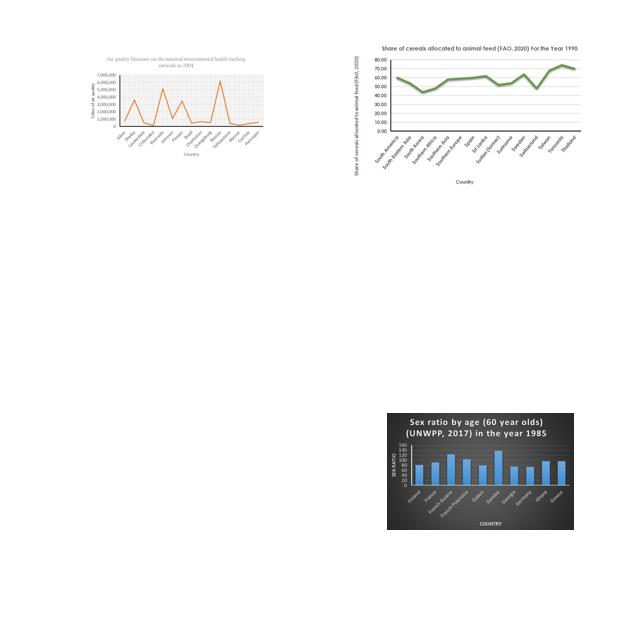 Air quality Measures on the national environmental health tracking
network in 2004
Value of air quality
7,000,000
6,000,000
5,000,000
4,000,000
3,000,000
2,000,000
1,000,000
0
Country
Share of cereals allocated to animal feed (FAO, 2020) For the Year 1990
Share of cereals allocated to animal feed (FAO, 2020)
80.00
70.00
60.00
50.00
40.00
30.00
20.00
10.00
0.00
South America
South Eastern Asia
South Korea
Southern Africa
Southern Asia
Southern Europe
Spain
Sri Lanka
Sudan (former)
Suriname
Sweden
Switzerland
Taiwan
Tanzania
Thailand
Country
Sex ratio by age (60 year olds)
(UNWPP, 2017) in the year 1985
SEX RATIO
160
140
120
100
80
60
40
20
0
Finland
France
French Guiana
French Polynesia
Gabon
Gambia
Georgia
Germany
Ghana
Greece
COUNTRY